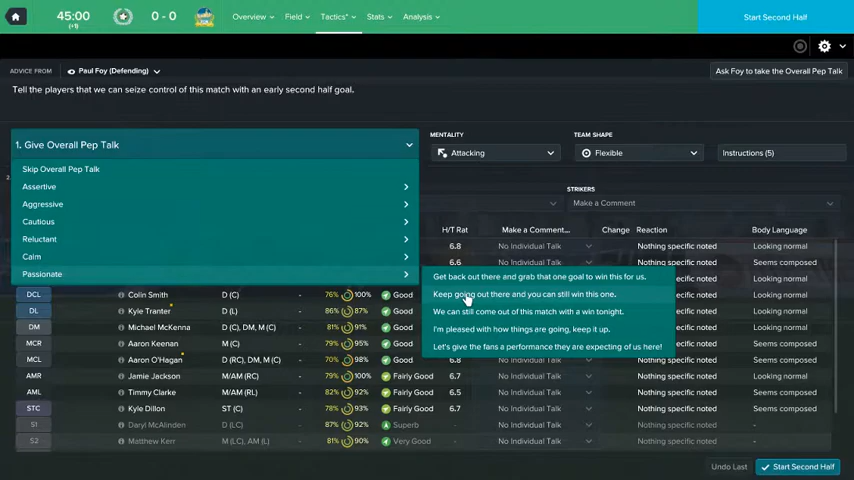 45:00
(+1)
0 - 0
Overview
Field
Tactics*
Stats
Analysis
Start Second Half
ADVICE FROM
Paul Foy (Defending)
Ask Foy to take the Overall Pep Talk
Tell the players that we can seize control of this match with an early second half goal.
1. Give Overall Pep Talk
MENTALITY
TEAM SHAPE
Attacking
Flexible
Instructions (5)
Skip Overall Pep Talk
Assertive
Aggressive
Cautious
Reluctant
Calm
Passionate
STRIKERS
Make a Comment
H/T Rat
Make a Comment...
Change
Reaction
Body Language
6.8 No Individual Talk Nothing specific noted Looking normal
6.6 No Individual Talk Nothing specific noted Seems composed
Get back out there and grab that one goal to win this for us.
Keep going out there and you can still win this one.
We can still come out of this match with a win tonight.
I'm pleased with how things are going, keep it up.
Let's give the fans a performance they are expecting of us here!
DCL Colin Smith D (C) - 76% 100% Good
DL Kyle Tranter D (L) - 86% 87% Good
DM Michael McKenna D (C), DM, M (C) - 81% 91% Good
MCR Aaron Keenan M (C) - 79% 95% Good
MCL Aaron O'Hagan D (RC), DM, M (C) - 70% 98% Good 6.8 No Individual Talk Nothing specific noted Seems composed
AMR Jamie Jackson M/AM (RC) - 79% 100% Fairly Good 6.7 No Individual Talk Nothing specific noted Looking normal
AML Timmy Clarke M/AM (RL) - 82% 92% Fairly Good 6.5 No Individual Talk Nothing specific noted Seems composed
STC Kyle Dillon ST (C) - 78% 93% Fairly Good 6.7 No Individual Talk Nothing specific noted Seems composed
S1 Daryl McAlinden D (LC) - 87% 92% Superb - No Individual Talk Nothing specific noted -
S2 Matthew Kerr M (LC), AM (L) - 81% 90% Very Good - No Individual Talk Nothing specific noted -
Undo Last
Start Second Half